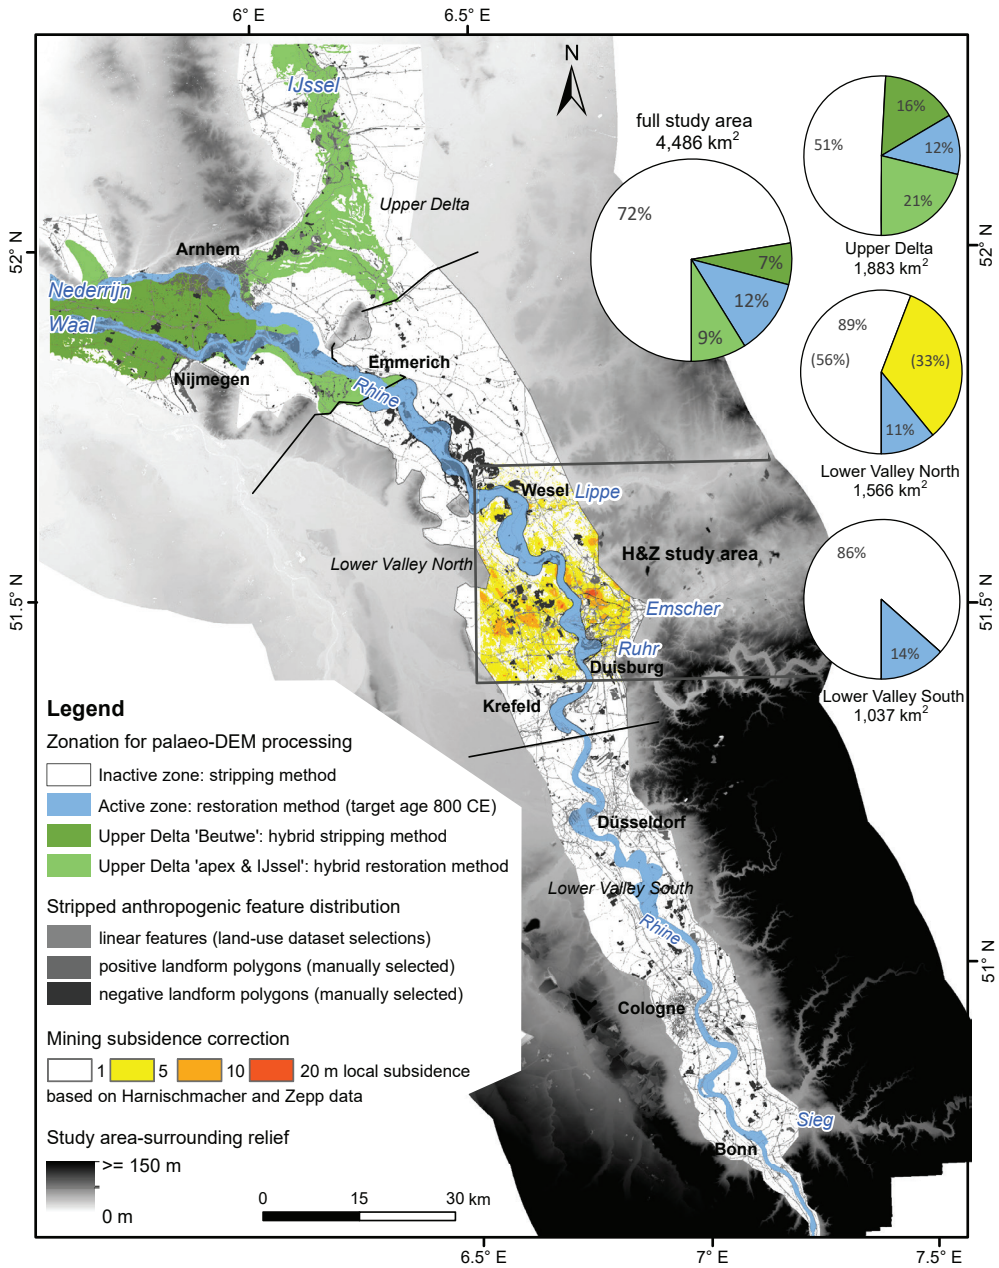 6° E
6.5° E
N
IJssel
full study area
4,486 km²
72%
7%
12%
9%
51%
16%
12%
21%
Upper Delta
1,883 km²
Upper Delta
52° N
52° N
Arnhem
Nederrijn
Waal
Nijmegen
Emmerich
Rhine
89%
(56%)
(33%)
11%
Lower Valley North
1,566 km²
Wesel
Lippe
H&Z study area
Lower Valley North
86%
14%
Lower Valley South
1,037 km²
51.5° N
51.5° N
Emscher
Ruhr
Duisburg
Krefeld
Düsseldorf
Lower Valley South
Rhine
51° N
Cologne
Sieg
Bonn
Legend
Zonation for palaeo-DEM processing
Inactive zone: stripping method
Active zone: restoration method (target age 800 CE)
Upper Delta 'Beutwe': hybrid stripping method
Upper Delta 'apex & IJssel': hybrid restoration method
Stripped anthropogenic feature distribution
linear features (land-use dataset selections)
positive landform polygons (manually selected)
negative landform polygons (manually selected)
Mining subsidence correction
1 5 10 20 m local subsidence
based on Harnischmacher and Zepp data
Study area-surrounding relief
>= 150 m
0 m
0 15 30 km
6.5° E
7° E
7.5° E